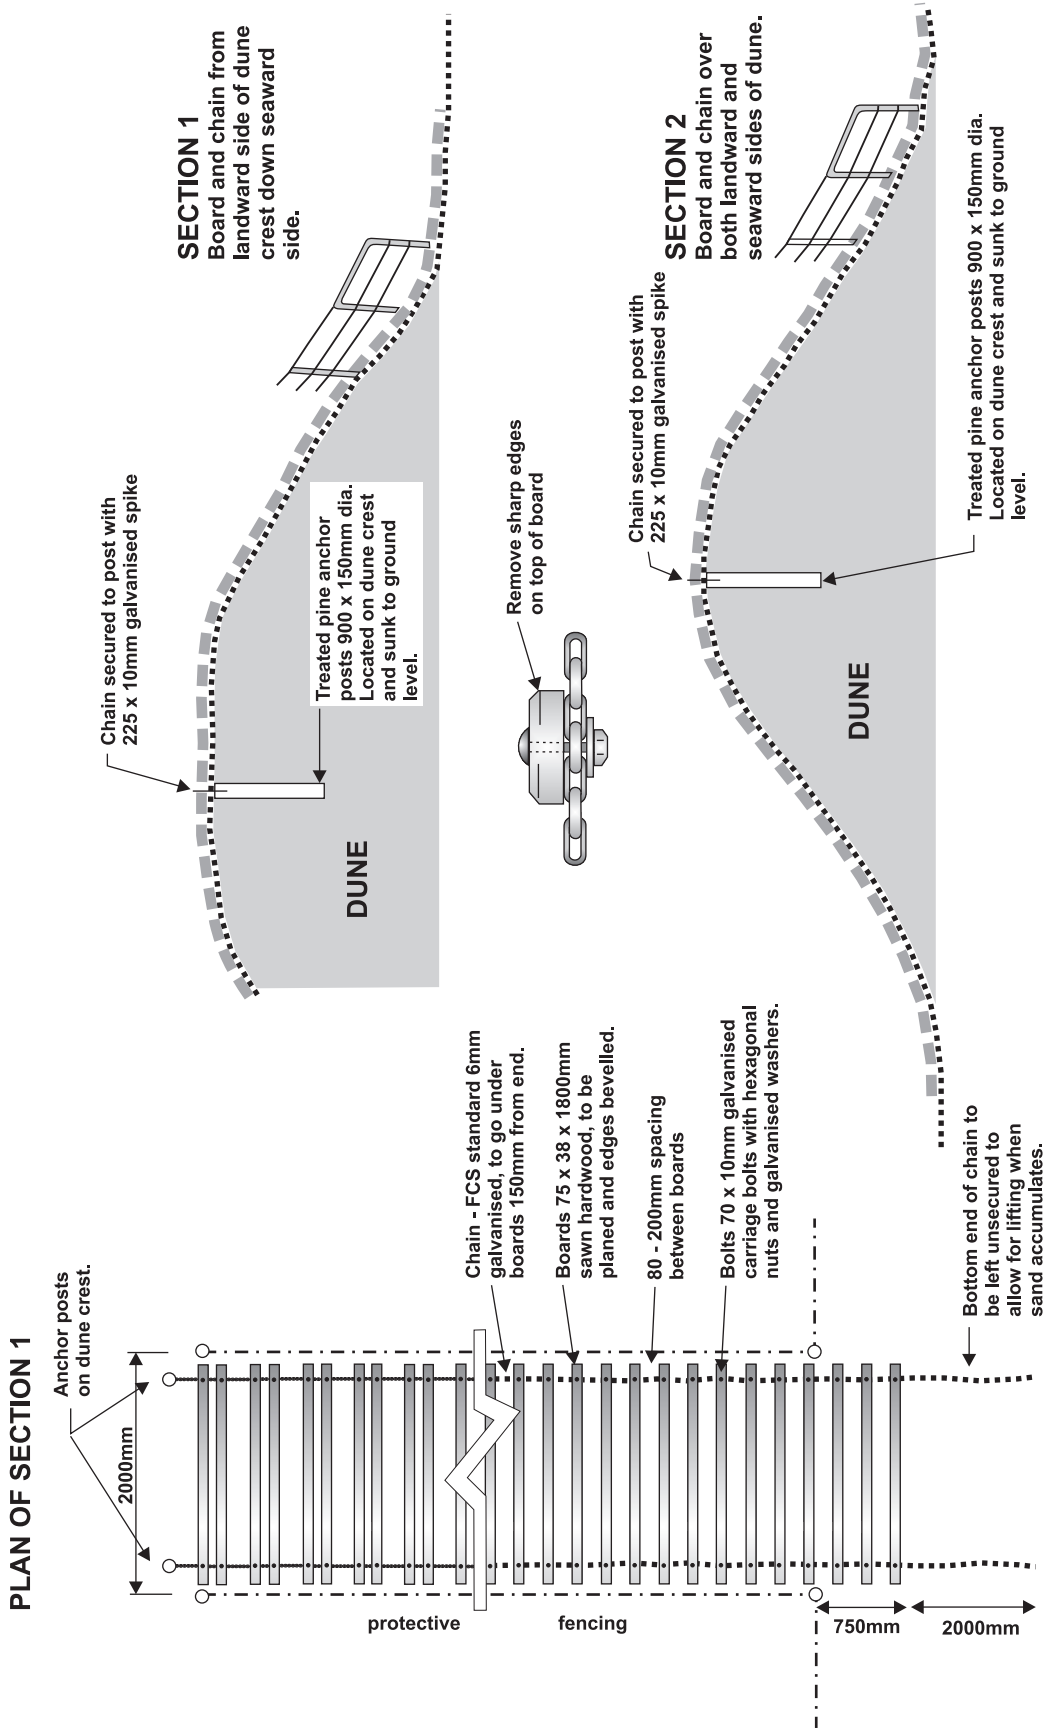 PLAN OF SECTION 1
Anchor posts
on dune crest.
2000mm
protective
fencing
750mm
2000mm
Chain - FCS standard 6mm
galvanised, to go under
boards 150mm from end.
Boards 75 x 38 x 1800mm
sawn hardwood, to be
planed and edges bevelled.
80 - 200mm spacing
between boards
Bolts 70 x 10mm galvanised
carriage bolts with hexagonal
nuts and galvanised washers.
Bottom end of chain to
be left unsecured to
allow for lifting when
sand accumulates.
Chain secured to post with
225 x 10mm galvanised spike
Treated pine anchor
posts 900 x 150mm dia.
Located on dune crest
and sunk to ground
level.
DUNE
SECTION 1
Board and chain from
landward side of dune
crest down seaward
side.
Remove sharp edges
on top of board
Chain secured to post with
225 x 10mm galvanised spike
DUNE
SECTION 2
Board and chain over
both landward and
seaward sides of dune.
Treated pine anchor posts 900 x 150mm dia.
Located on dune crest and sunk to ground
level.